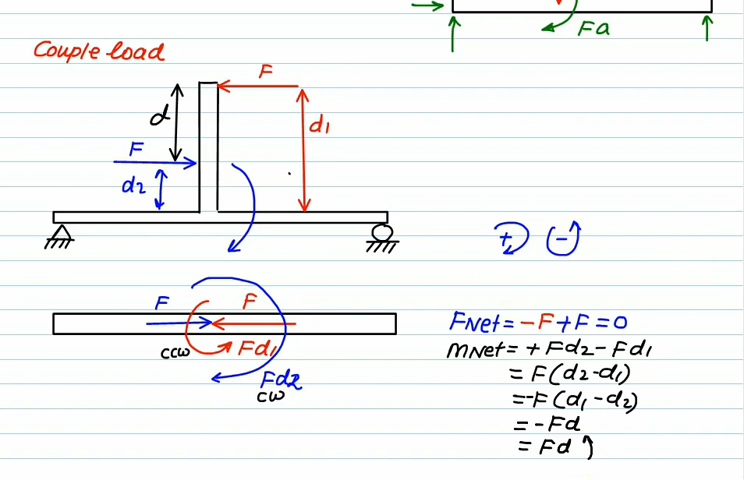 Fa
Couple load
F
d
d1
F
d2
+ -
F F
ccw Fd1
Fd2
cw
FNet = -F+F = 0
MNet = +Fd2 - Fd1
= F(d2-d1)
=-F(d1-d2)
= -Fd
= Fd